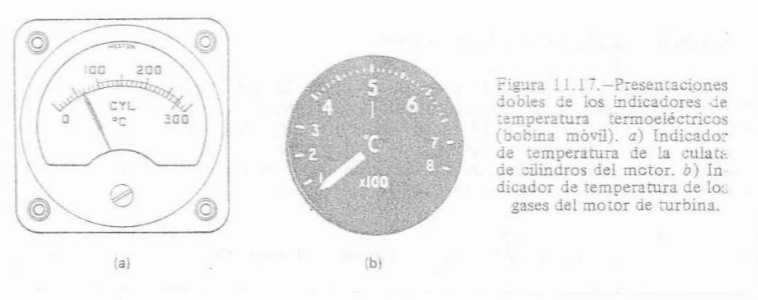 WESTON
100 200
0 300
CYL
°C
(a)
5
4 6
3 7
2 8
1
°C
x100
(b)
Figura 11.17.—Presentaciones
dobles de los indicadores de
temperatura termoeléctricos
(bobina móvil). a) Indicador
de temperatura de la culata
de cilindros del motor. b) In-
dicador de temperatura de los
gases del motor de turbina.